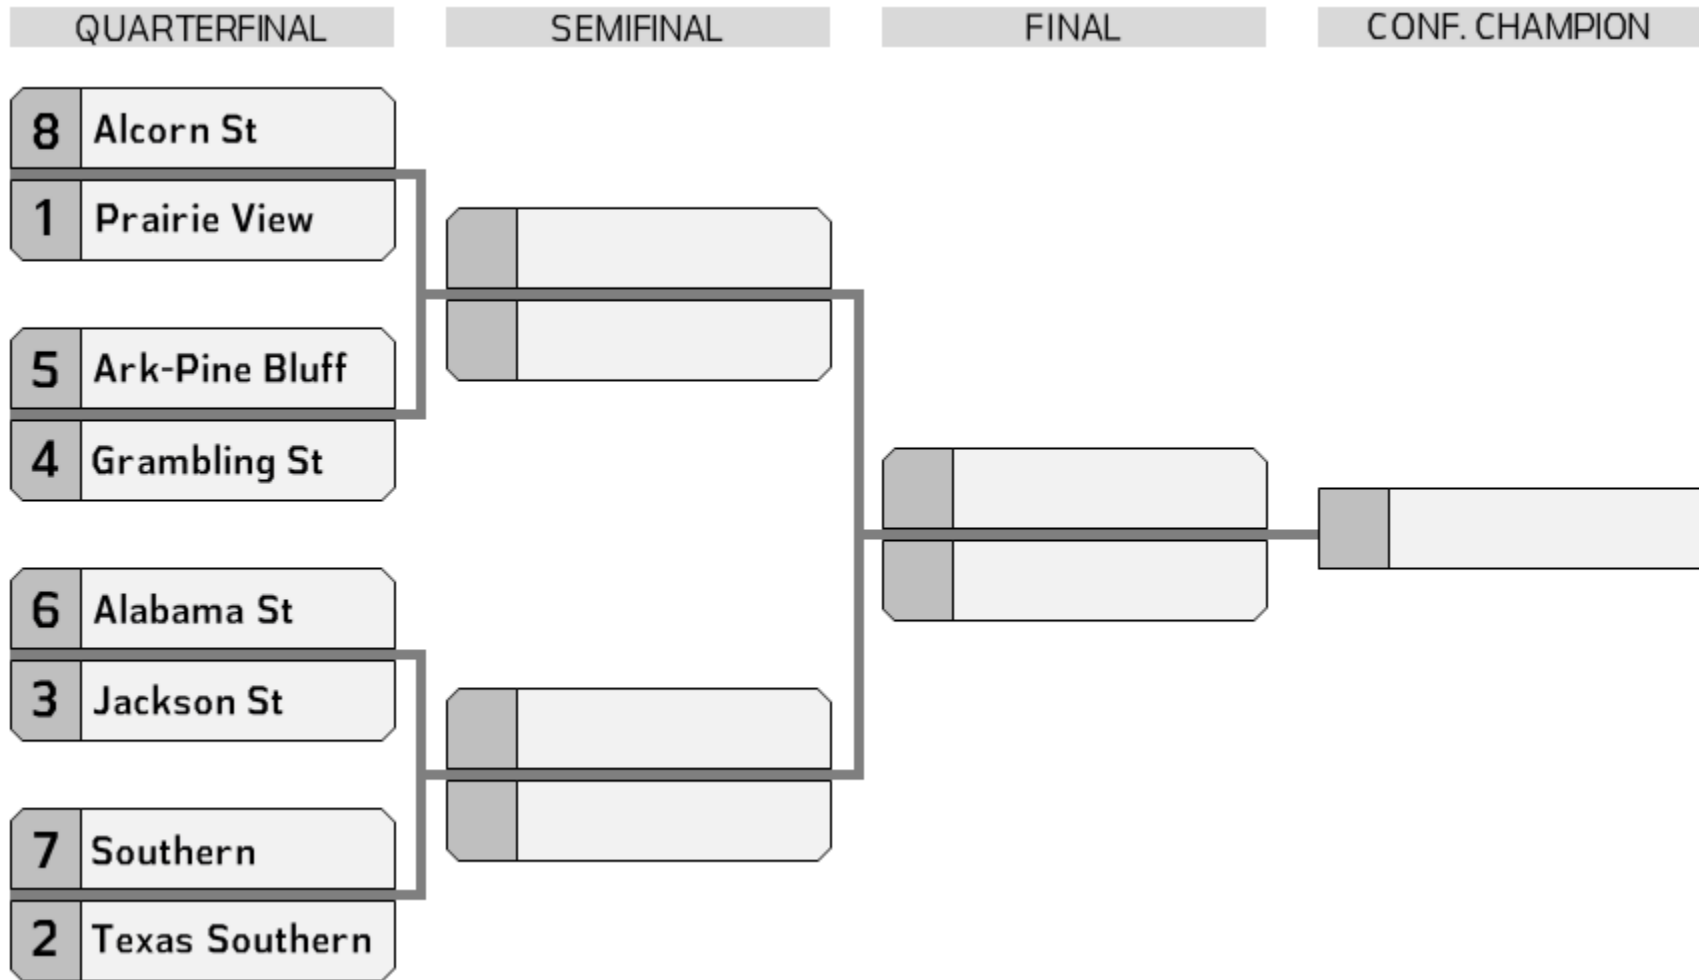 QUARTERFINAL
SEMIFINAL
FINAL
CONF. CHAMPION
8 Alcorn St
1 Prairie View
5 Ark-Pine Bluff
4 Grambling St
6 Alabama St
3 Jackson St
7 Southern
2 Texas Southern